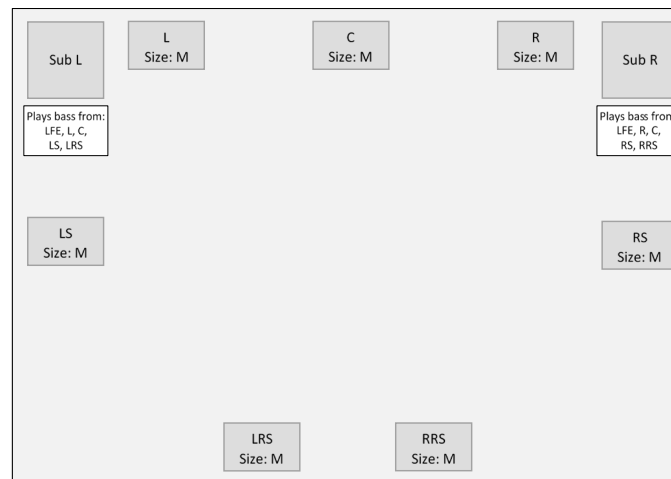 Sub L
L
Size: M
C
Size: M
R
Size: M
Sub R
Plays bass from:
LFE, L, C,
LS, LRS
Plays bass from
LFE, R, C,
RS, RRS
LS
Size: M
RS
Size: M
LRS
Size: M
RRS
Size: M